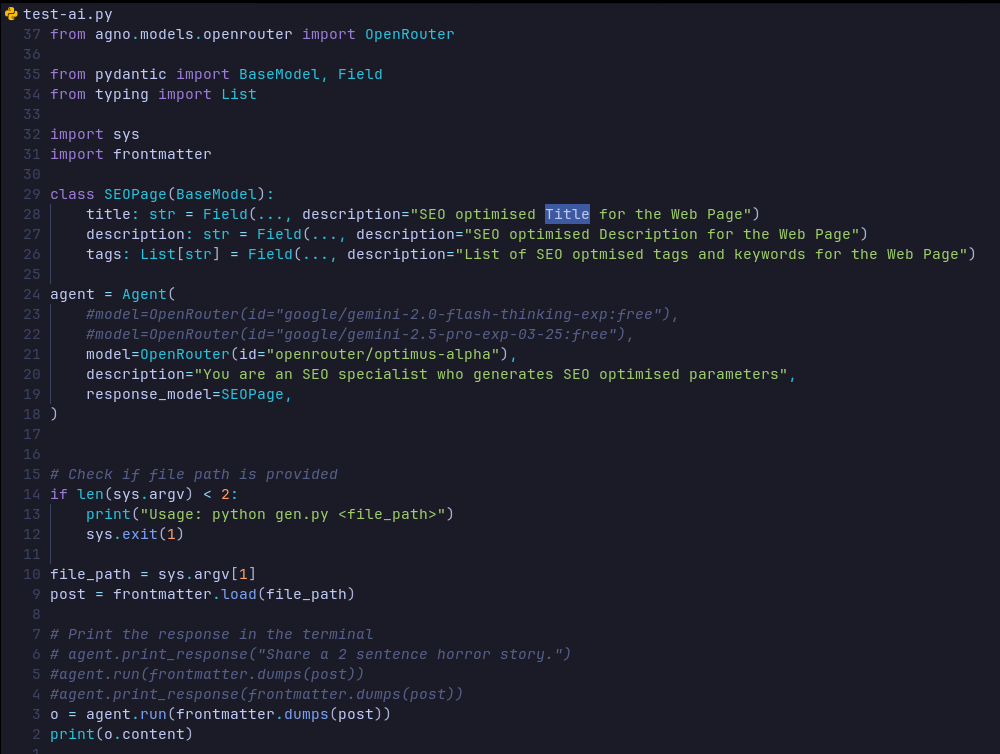 test-ai.py
37 from agno.models.openrouter import OpenRouter
36
35 from pydantic import BaseModel, Field
34 from typing import List
33
32 import sys
31 import frontmatter
30
29 class SEOPage(BaseModel):
28     title: str = Field(..., description="SEO optimised Title for the Web Page")
27     description: str = Field(..., description="SEO optimised Description for the Web Page")
26     tags: List[str] = Field(..., description="List of SEO optmised tags and keywords for the Web Page")
25
24 agent = Agent(
23     #model=OpenRouter(id="google/gemini-2.0-flash-thinking-exp:free"),
22     #model=OpenRouter(id="google/gemini-2.5-pro-exp-03-25:free"),
21     model=OpenRouter(id="openrouter/optimus-alpha"),
20     description="You are an SEO specialist who generates SEO optimised parameters",
19     response_model=SEOPage,
18 )
17
16
15 # Check if file path is provided
14 if len(sys.argv) < 2:
13     print("Usage: python gen.py <file_path>")
12     sys.exit(1)
11
10 file_path = sys.argv[1]
9 post = frontmatter.load(file_path)
8
7 # Print the response in the terminal
6 # agent.print_response("Share a 2 sentence horror story.")
5 #agent.run(frontmatter.dumps(post))
4 #agent.print_response(frontmatter.dumps(post))
3 o = agent.run(frontmatter.dumps(post))
2 print(o.content)
1